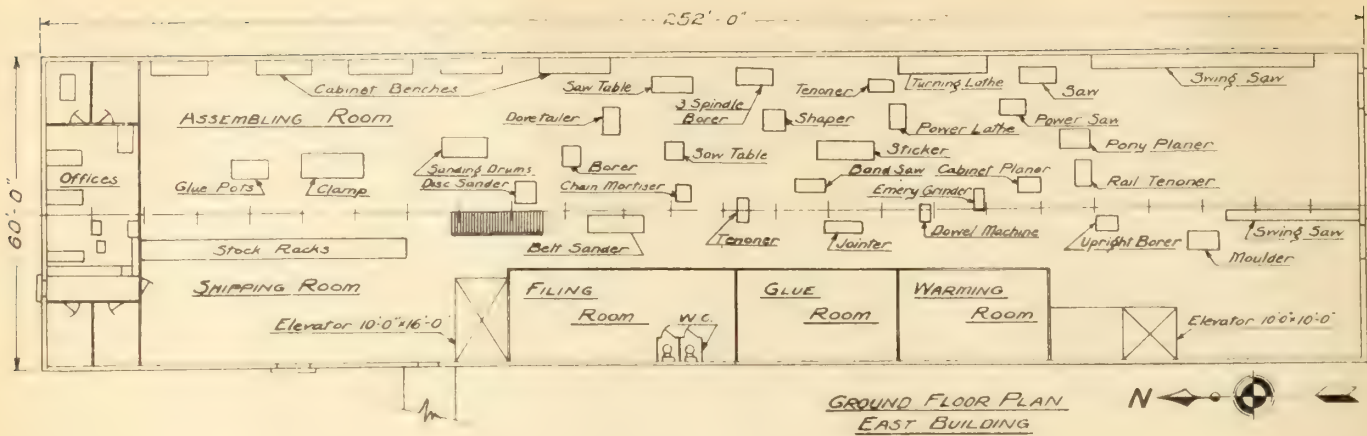 252'-0"
60'-0"
Cabinet Benches
Saw Table
3 Spindle
Borer
Tenoner
Turning Lathe
Saw
Swing Saw
ASSEMBLING ROOM
Dovetailer
Shaper
Power Lathe
Power Saw
Offices
Glue Pots
Clamp
Sanding Drums
Disc Sander
Borer
Saw Table
Chain Mortiser
Sticker
Band Saw
Cabinet Planer
Emery Grinder
Pony Planer
Rail Tenoner
Stock Racks
Belt Sander
Tenoner
Jointer
Dowel Machine
Upright Borer
Moulder
Swing Saw
SHIPPING ROOM
Elevator 10'-0"×16'-0"
FILING
ROOM
W.C.
GLUE
ROOM
WARMING
ROOM
Elevator 10'-0"×10'-0"
GROUND FLOOR PLAN
EAST BUILDING
N